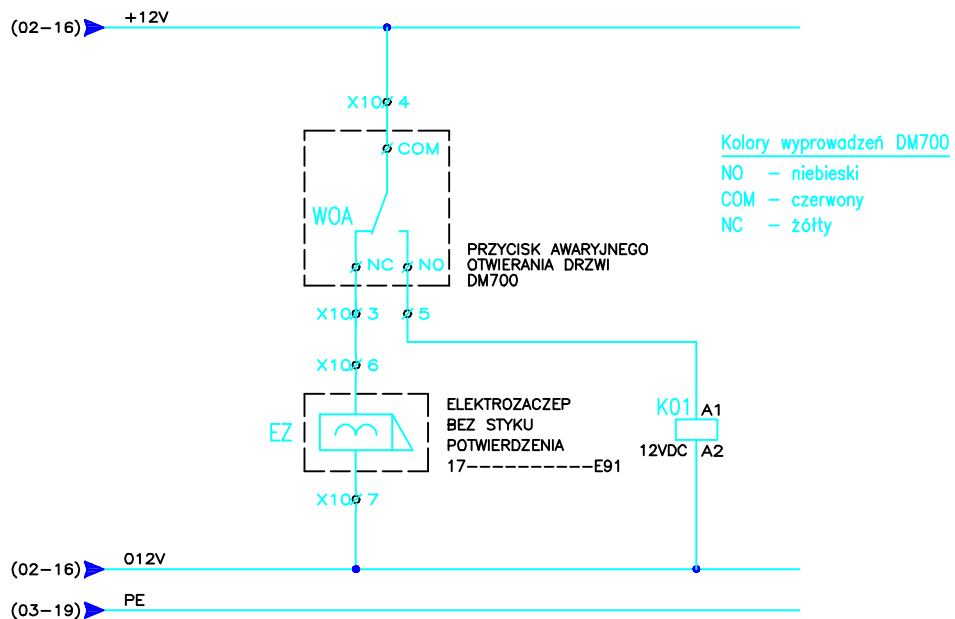 (02-16) +12V
X10 4
COM
WOA
NC NO
PRZYCISK AWARYJNEGO
OTWIERANIA DRZWI
DM700
Kolory wyprowadzeń DM700
NO – niebieski
COM – czerwony
NC – żółty
X10 3 5
X10 6
EZ
ELEKTROZACZEP
BEZ STYKU
POTWIERDZENIA
17-----------E91
K01 A1
12VDC A2
X10 7
(02-16) 012V
(03-19) PE